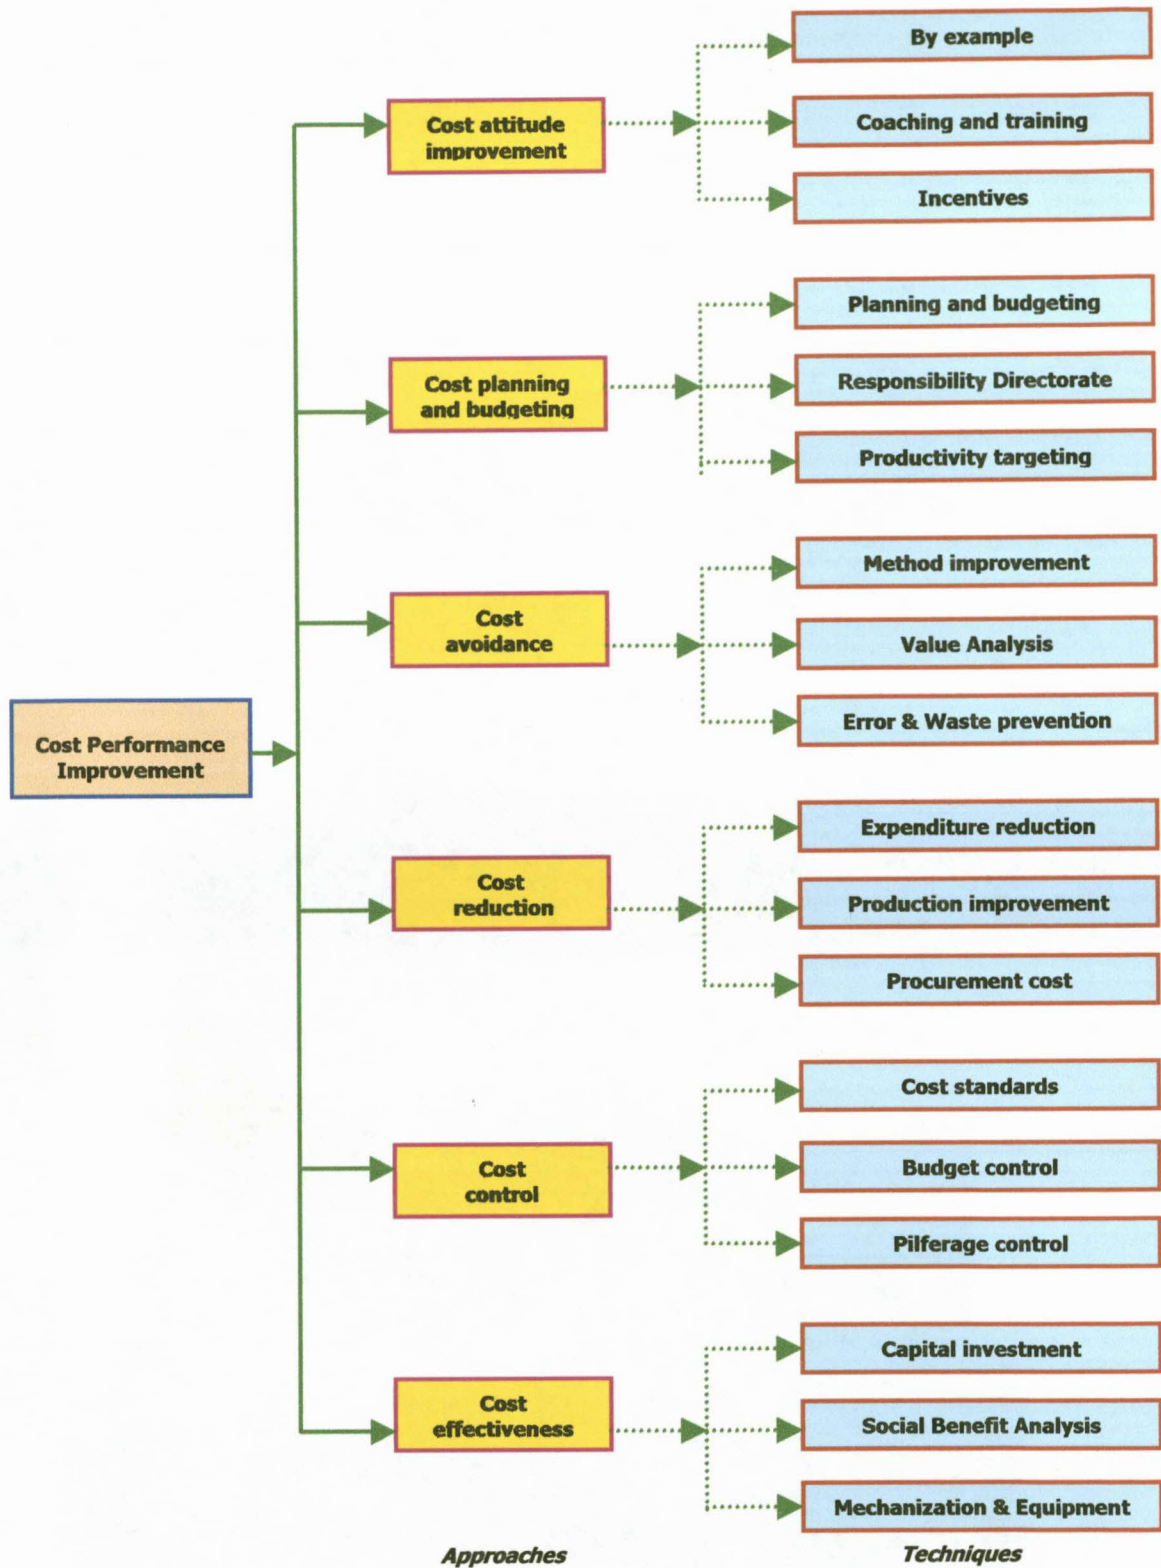 By example
Cost attitude
improvement
Coaching and training
Incentives
Planning and budgeting
Cost planning
and budgeting
Responsibility Directorate
Productivity targeting
Method improvement
Cost
avoidance
Value Analysis
Error & Waste prevention
Cost Performance
Improvement
Expenditure reduction
Cost
reduction
Production improvement
Procurement cost
Cost standards
Cost
control
Budget control
Pilferage control
Capital investment
Cost
effectiveness
Social Benefit Analysis
Mechanization & Equipment
Approaches
Techniques